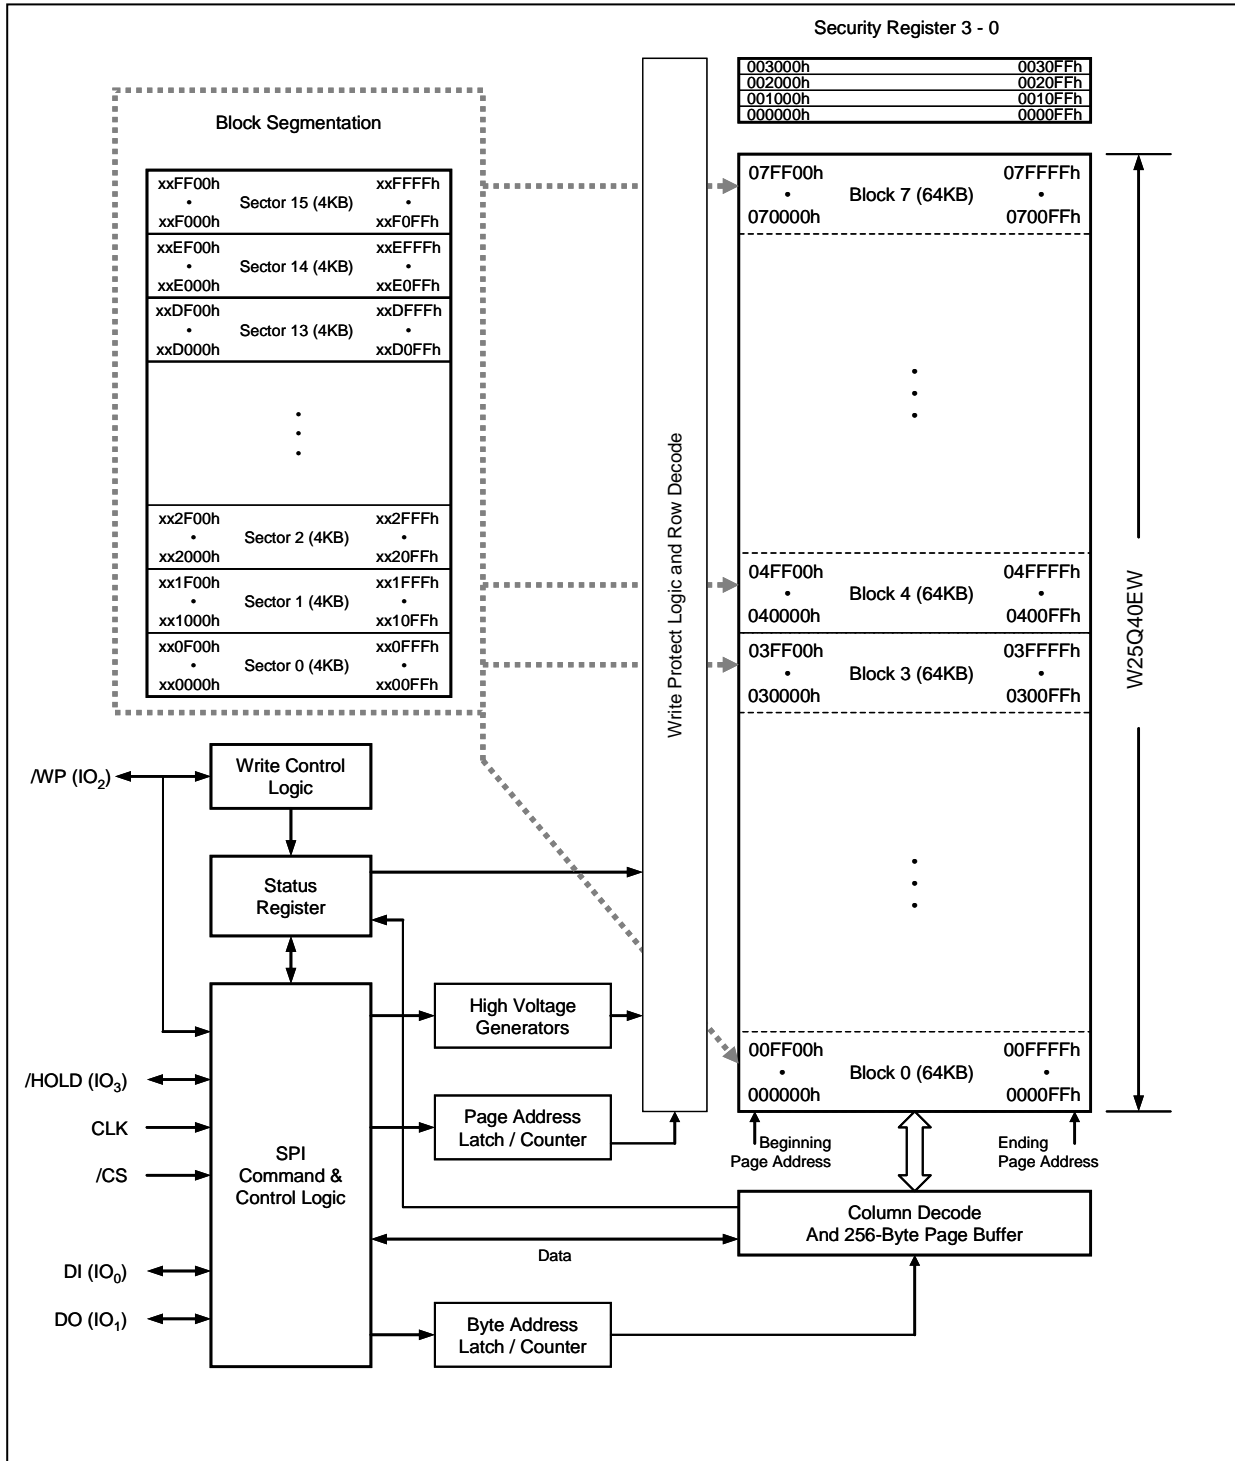 Security Register 3 - 0
003000h 0030FFh
002000h 0020FFh
001000h 0010FFh
000000h 0000FFh
Block Segmentation
xxFF00h xxFFFFh
• Sector 15 (4KB) •
xxF000h xxF0FFh
xxEF00h xxEFFFh
• Sector 14 (4KB) •
xxE000h xxE0FFh
xxDF00h xxDFFFh
• Sector 13 (4KB) •
xxD000h xxD0FFh
xx2F00h xx2FFFh
• Sector 2 (4KB) •
xx2000h xx20FFh
xx1F00h xx1FFFh
• Sector 1 (4KB) •
xx1000h xx10FFh
xx0F00h xx0FFFh
• Sector 0 (4KB) •
xx0000h xx00FFh
Write Protect Logic and Row Decode
07FF00h 07FFFFh
• Block 7 (64KB) •
070000h 0700FFh
04FF00h 04FFFFh
• Block 4 (64KB) •
040000h 0400FFh
03FF00h 03FFFFh
• Block 3 (64KB) •
030000h 0300FFh
00FF00h 00FFFFh
• Block 0 (64KB) •
000000h 0000FFh
W25Q40EW
Beginning
Page Address
Ending
Page Address
/WP (IO2)
Write Control
Logic
Status
Register
High Voltage
Generators
/HOLD (IO3)
CLK
/CS
DI (IO0)
DO (IO1)
SPI
Command &
Control Logic
Page Address
Latch / Counter
Column Decode
And 256-Byte Page Buffer
Data
Byte Address
Latch / Counter